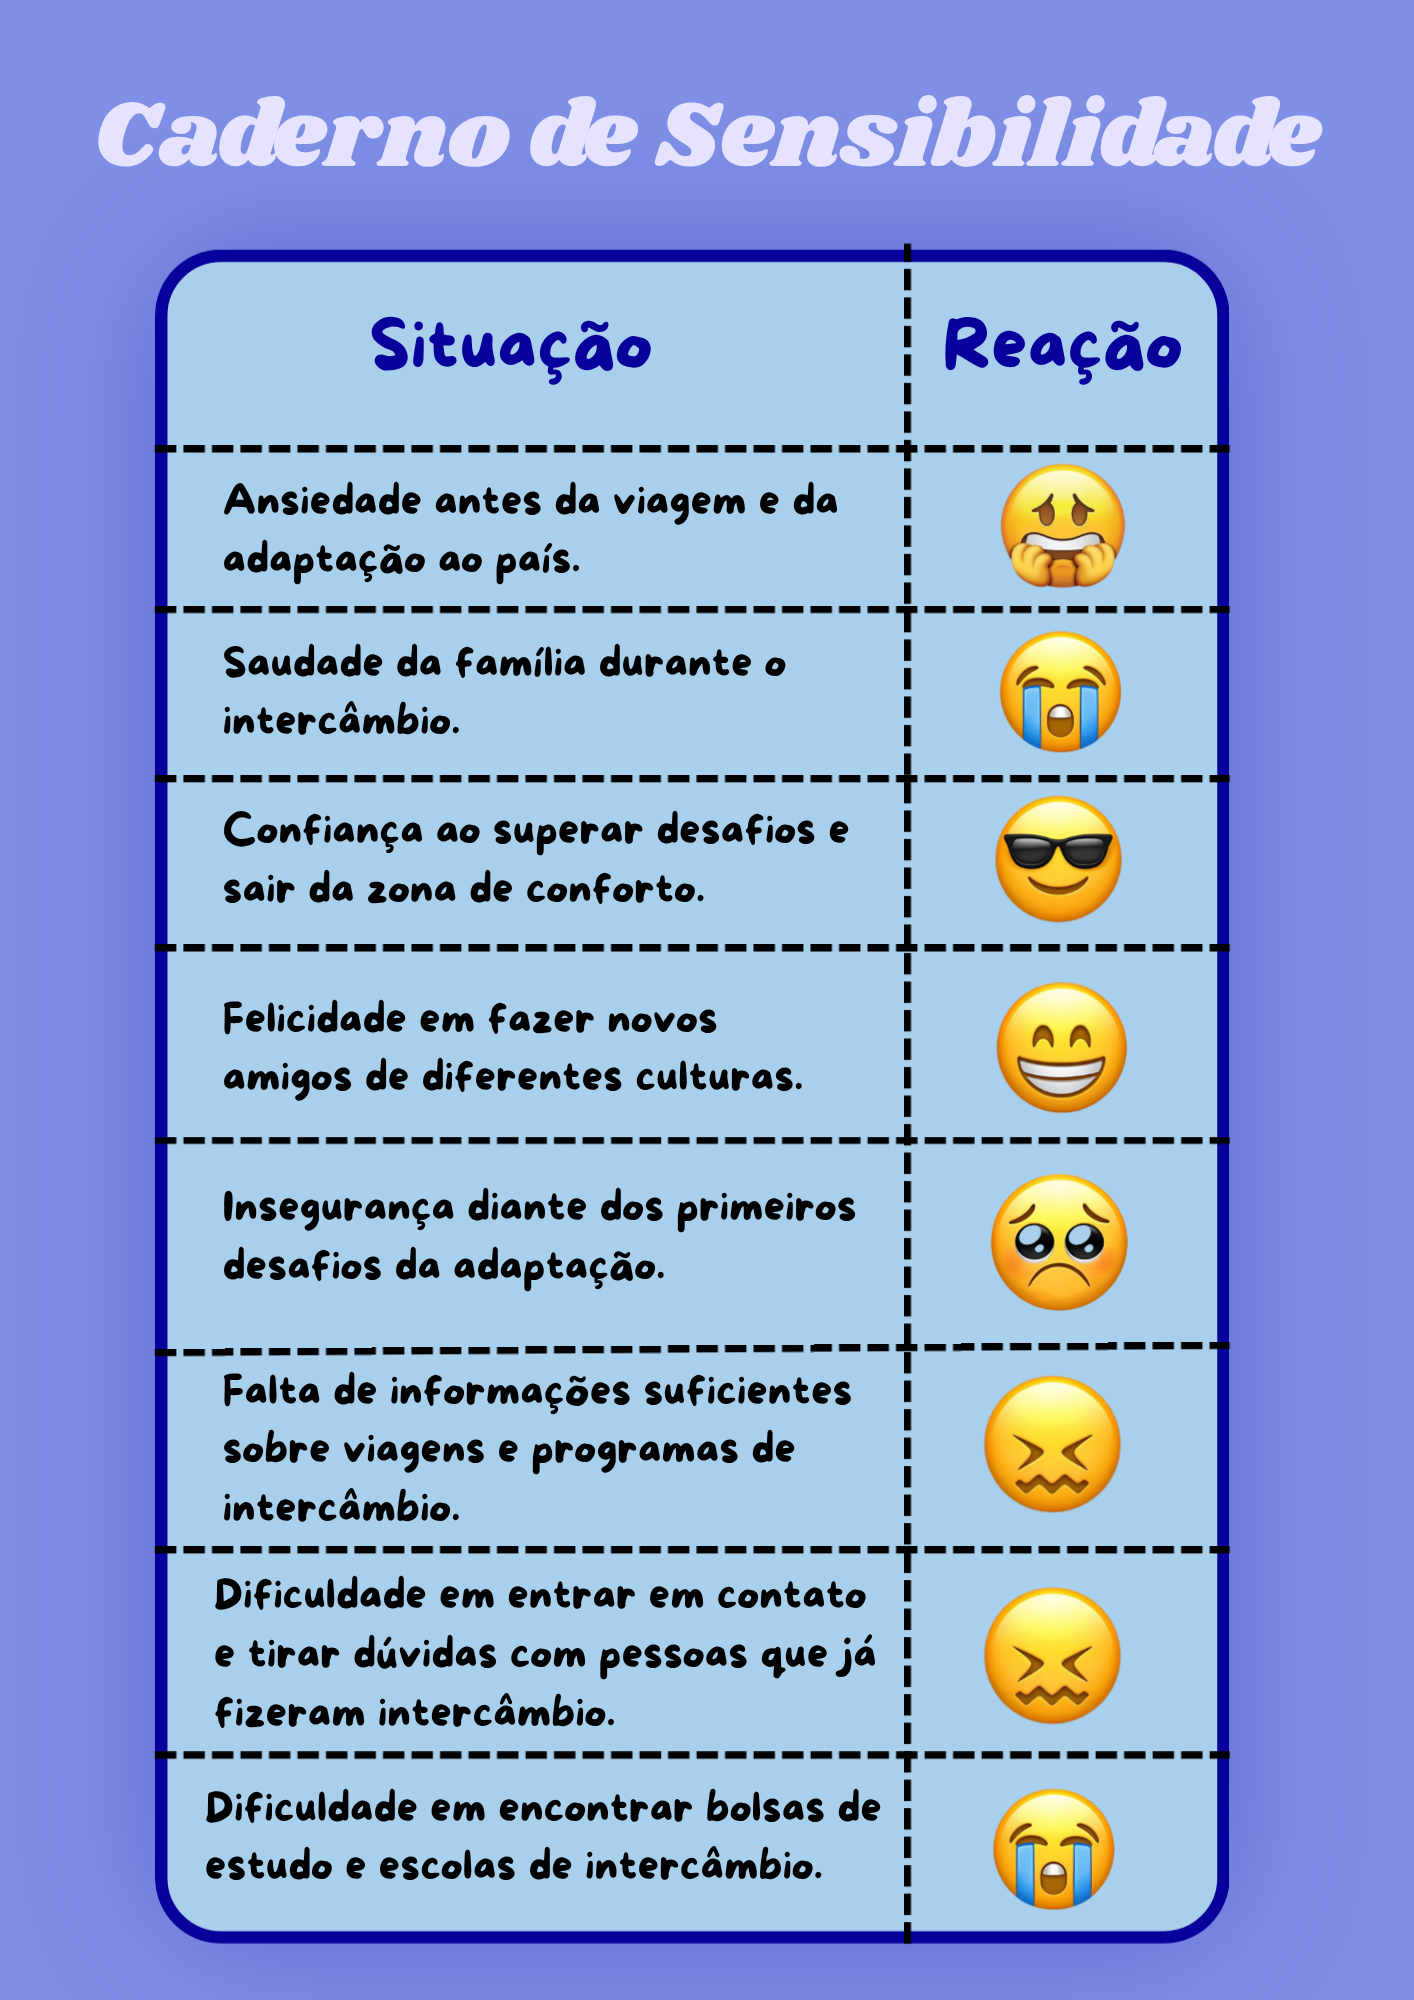 Caderno de Sensibilidade
Situação
Reação
Ansiedade antes da viagem e da
adaptação ao país.
Saudade da família durante o
intercâmbio.
Confiança ao superar desafios e
sair da zona de conforto.
Felicidade em fazer novos
amigos de diferentes culturas.
Insegurança diante dos primeiros
desafios da adaptação.
Falta de informações suficientes
sobre viagens e programas de
intercâmbio.
Dificuldade em entrar em contato
e tirar dúvidas com pessoas que já
fizeram intercâmbio.
Dificuldade em encontrar bolsas de
estudo e escolas de intercâmbio.